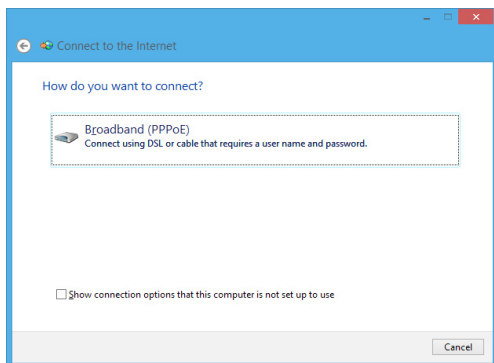 Connect to the Internet
How do you want to connect?
Broadband (PPPoE)
Connect using DSL or cable that requires a user name and password.
Show connection options that this computer is not set up to use
Cancel